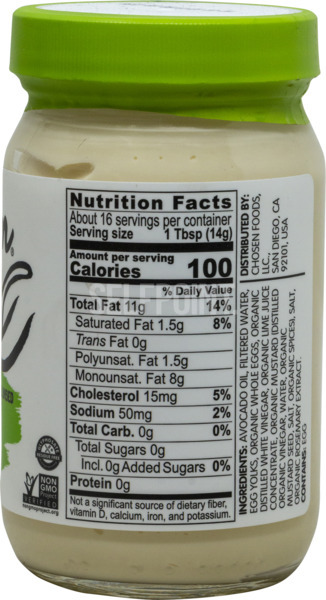 Nutrition Facts
About 16 servings per container
Serving size 1 Tbsp (14g)
Amount per serving
Calories 100
% Daily Value
Total Fat 11g 14%
Saturated Fat 1.5g 8%
Trans Fat 0g
Polyunsat. Fat 1.5g
Monounsat. Fat 8g
Cholesterol 15mg 5%
Sodium 50mg 2%
Total Carb. 0g 0%
Total Sugars 0g
Incl. 0g Added Sugars 0%
Protein 0g
Not a significant source of dietary fiber,
vitamin D, calcium, iron, and potassium.
DISTRIBUTED BY:
CHOSEN FOODS,
LLC.,
SAN DIEGO, CA
92101, USA
INGREDIENTS: AVOCADO OIL, FILTERED WATER,
EGG YOLKS, ORGANIC WHOLE EGGS, ORGANIC
DISTILLED WHITE VINEGAR, ORGANIC LIME JUICE
CONCENTRATE, ORGANIC MUSTARD (DISTILLED
ORGANIC VINEGAR, WATER, ORGANIC
MUSTARD SEED, SALT, ORGANIC SPICES), SALT,
ORGANIC ROSEMARY EXTRACT.
CONTAINS: EGG
NON
GMO
Project
VERIFIED
nongmoproject.org